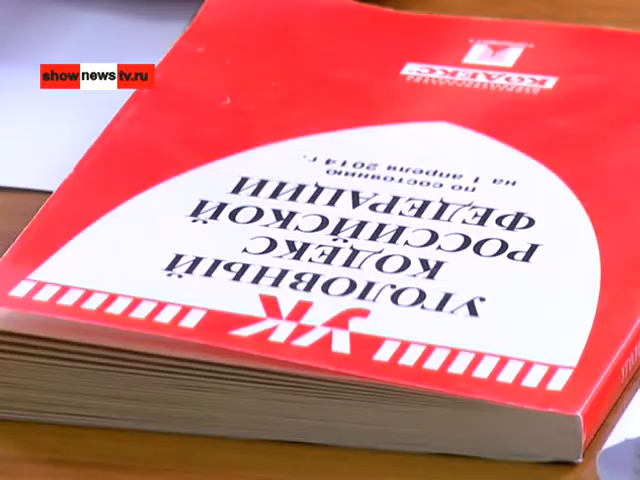 shownewstv.ru
УК
УГОЛОВНЫЙ
КОДЕКС
РОССИЙСКОЙ
ФЕДЕРАЦИИ
по состоянию
на 1 апреля 2014 г.
КОДЕКС